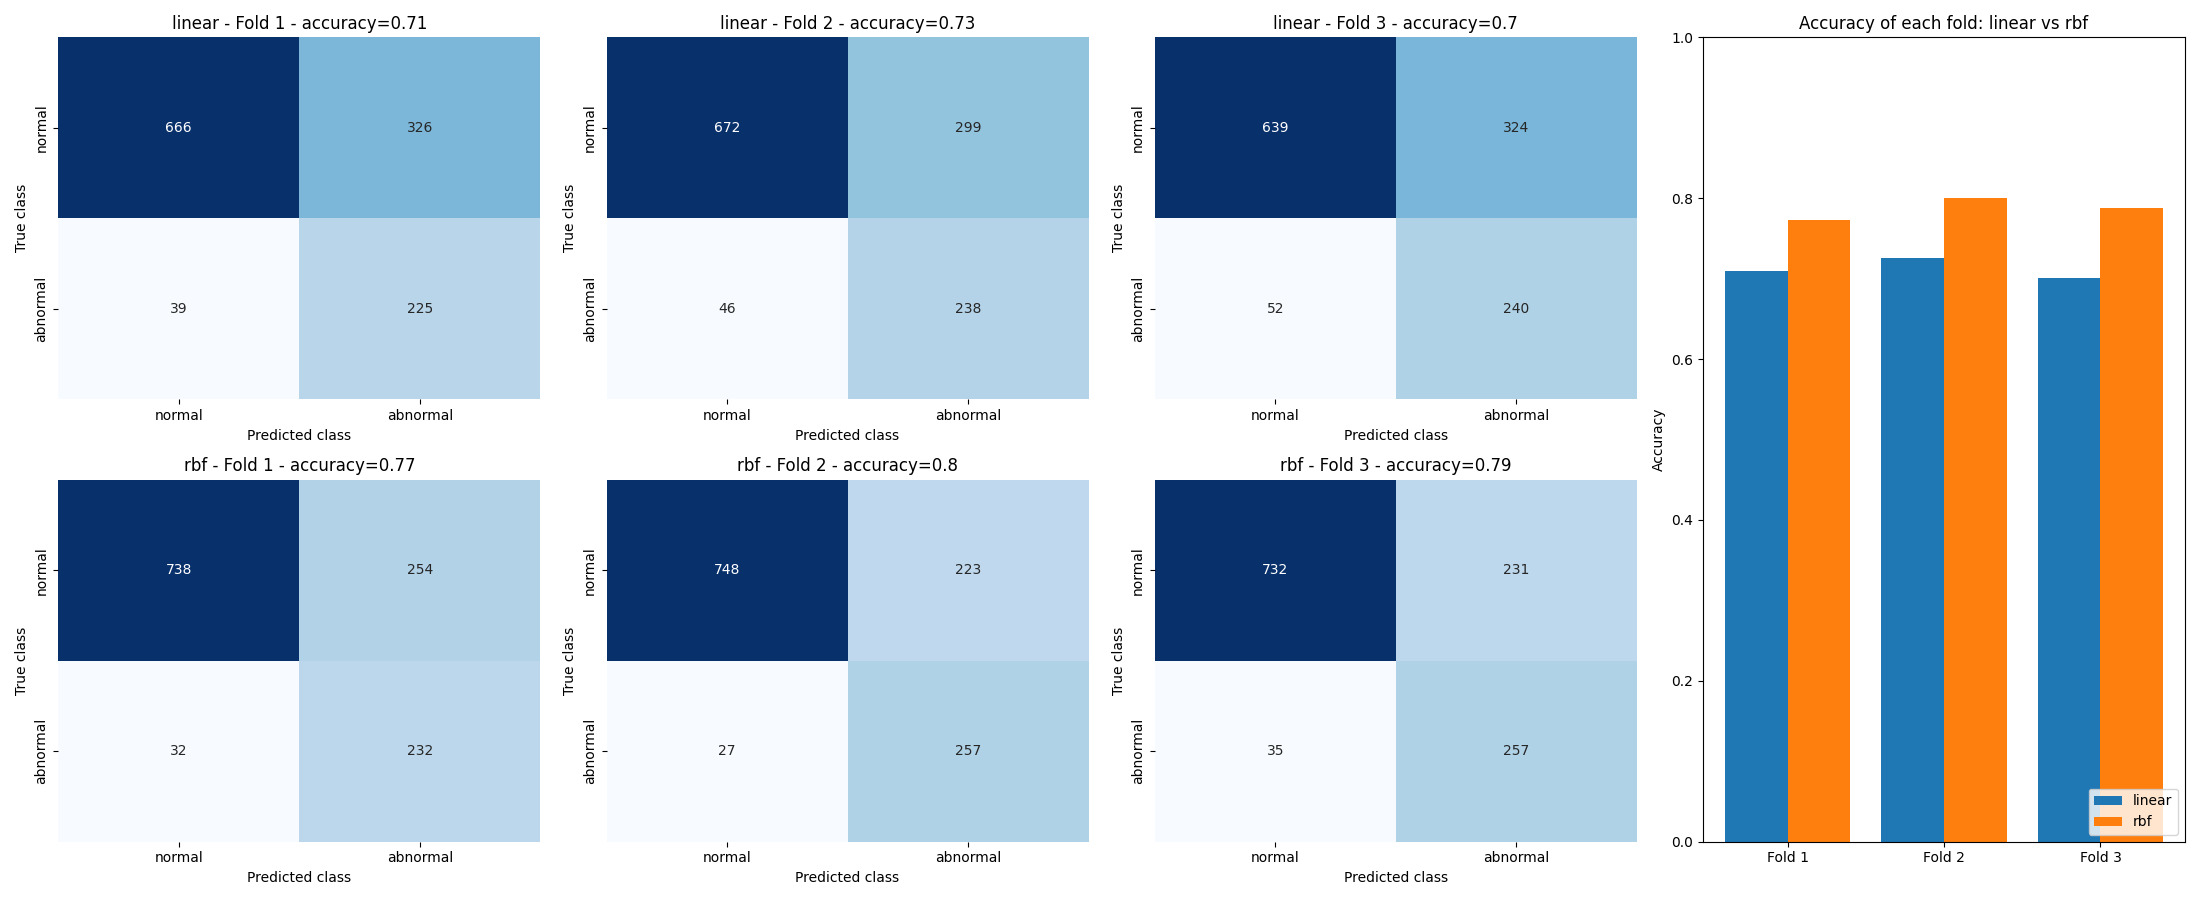 linear - Fold 1 - accuracy=0.71
True class
normal
abnormal
666
326
39
225
normal
abnormal
Predicted class
linear - Fold 2 - accuracy=0.73
True class
normal
abnormal
672
299
46
238
normal
abnormal
Predicted class
linear - Fold 3 - accuracy=0.7
True class
normal
abnormal
639
324
52
240
normal
abnormal
Predicted class
rbf - Fold 1 - accuracy=0.77
True class
normal
abnormal
738
254
32
232
normal
abnormal
Predicted class
rbf - Fold 2 - accuracy=0.8
True class
normal
abnormal
748
223
27
257
normal
abnormal
Predicted class
rbf - Fold 3 - accuracy=0.79
True class
normal
abnormal
732
231
35
257
normal
abnormal
Predicted class
Accuracy of each fold: linear vs rbf
Accuracy
1.0
0.8
0.6
0.4
0.2
0.0
Fold 1
Fold 2
Fold 3
linear
rbf